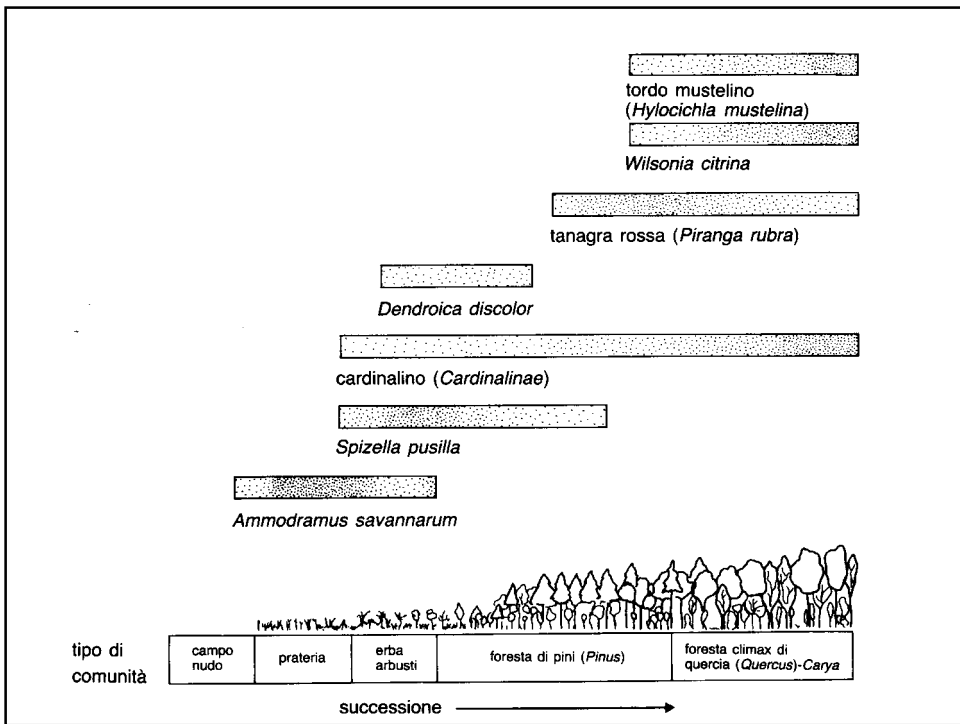 tordo mustelino
(Hylocichla mustelina)
Wilsonia citrina
tanagra rossa (Piranga rubra)
Dendroica discolor
cardinalino (Cardinalinae)
Spizella pusilla
Ammodramus savannarum
tipo di
comunità
campo
nudo
prateria
erba
arbusti
foresta di pini (Pinus)
foresta climax di
quercia (Quercus)-Carya
successione